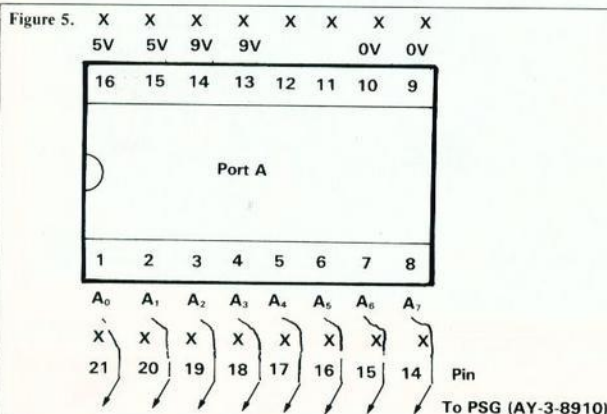 Figure 5. X X X X X X X X
5V 5V 9V 9V 0V 0V
16 15 14 13 12 11 10 9
Port A
1 2 3 4 5 6 7 8
A₀ A₁ A₂ A₃ A₄ A₅ A₆ A₇
X X X X X X X X
21 20 19 18 17 16 15 14 Pin
To PSG (AY-3-8910)